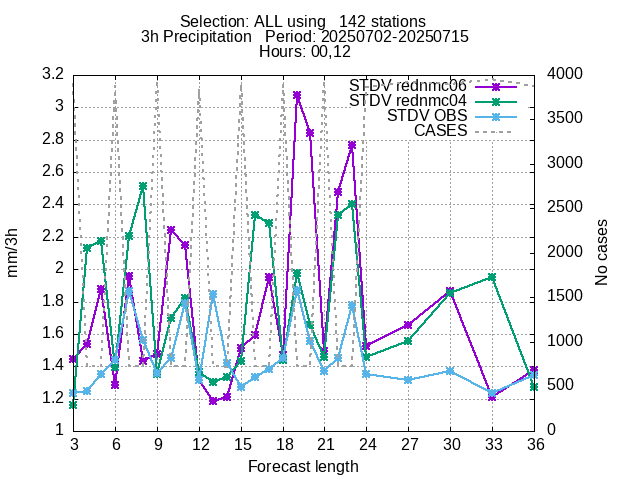 Selection: ALL using   142 stations
3h Precipitation   Period: 20250702-20250715
Hours: 00,12
STDV rednmc06
STDV rednmc04
STDV OBS
CASES
mm/3h
3.2
3
2.8
2.6
2.4
2.2
2
1.8
1.6
1.4
1.2
1
No cases
4000
3500
3000
2500
2000
1500
1000
500
0
3 6 9 12 15 18 21 24 27 30 33 36
Forecast length